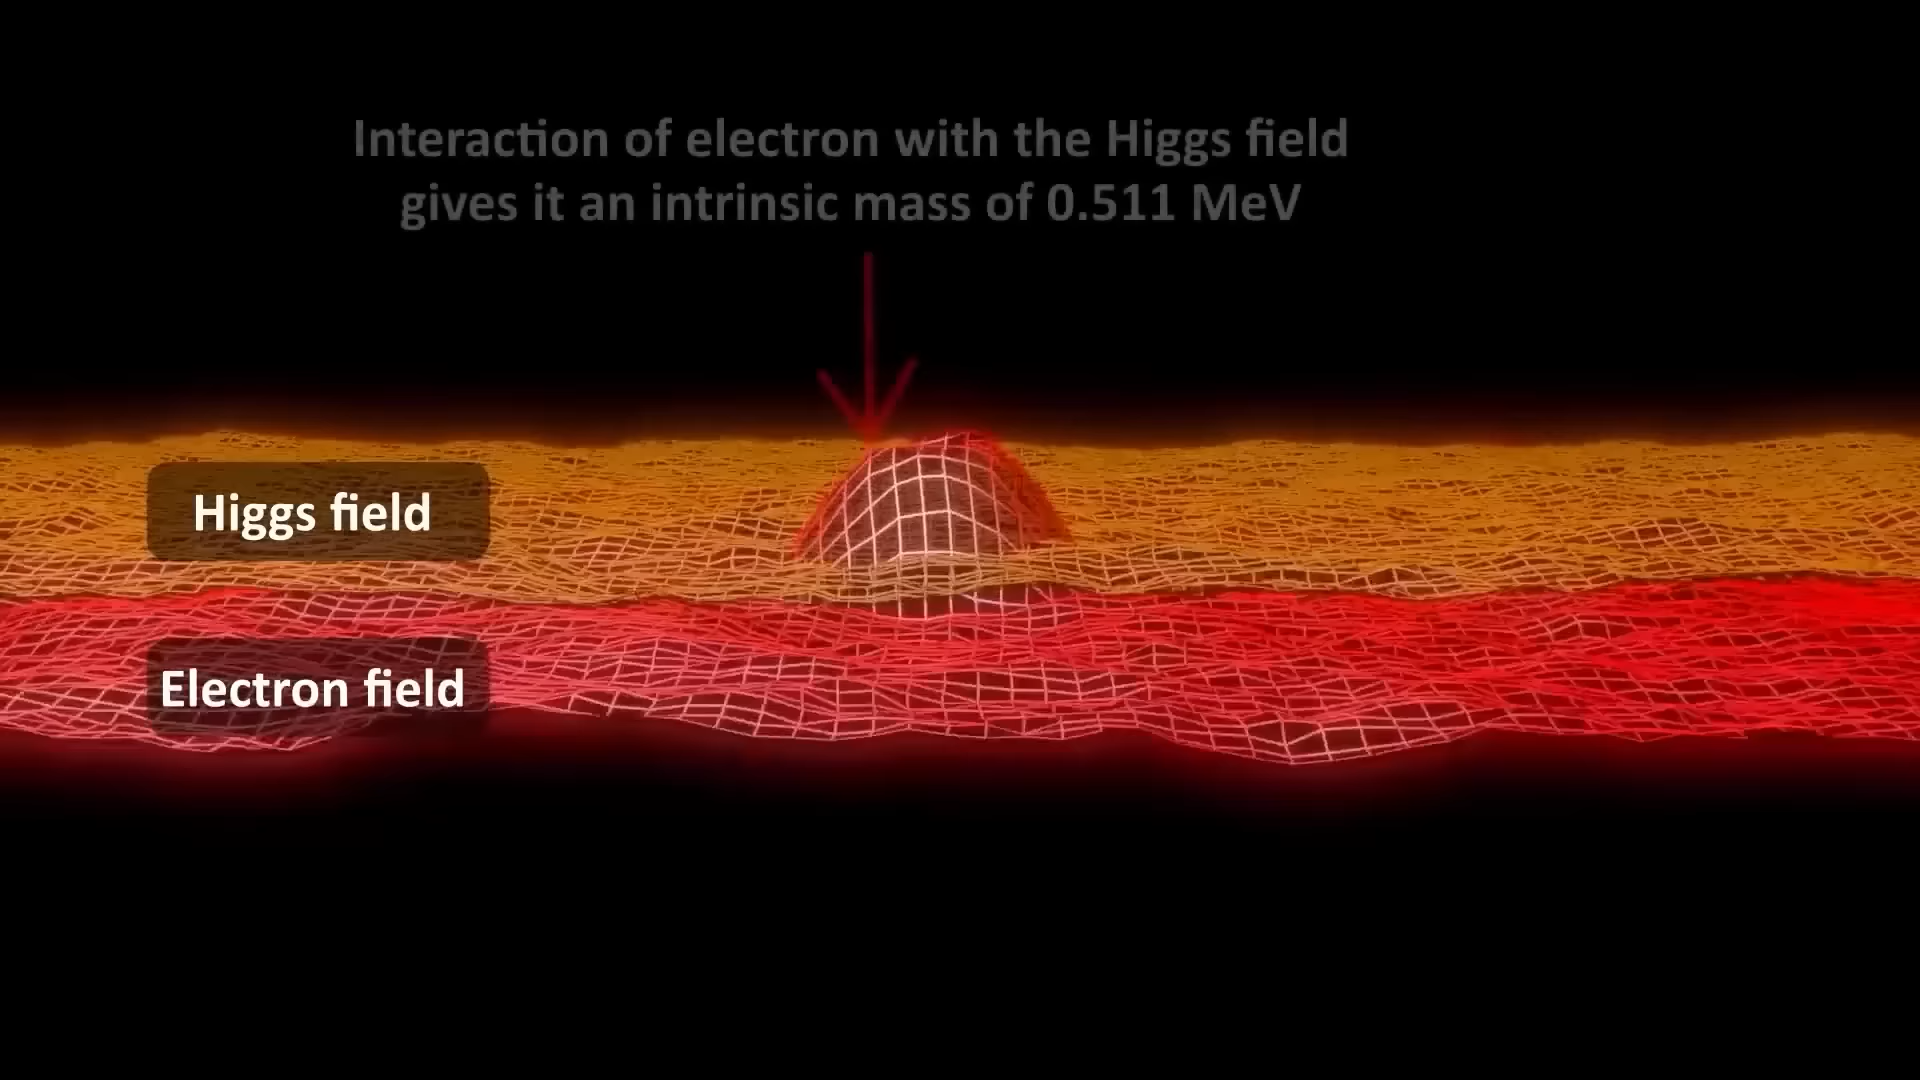 Interaction of electron with the Higgs field
gives it an intrinsic mass of 0.511 MeV
Higgs field
Electron field